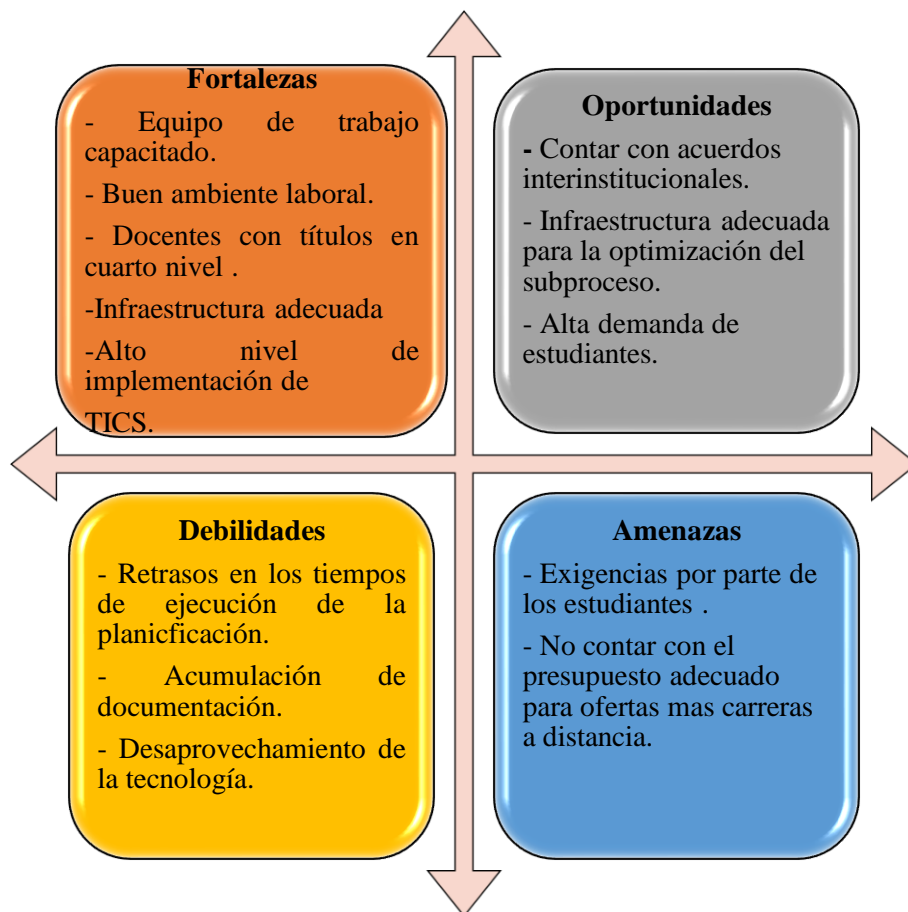 Fortalezas
- Equipo de trabajo
capacitado.
- Buen ambiente laboral.
- Docentes con títulos en
cuarto nivel .
-Infraestructura adecuada
-Alto nivel de
implementación de
TICS.
Oportunidades
- Contar con acuerdos
interinstitucionales.
- Infraestructura adecuada
para la optimización del
subproceso.
- Alta demanda de
estudiantes.
Debilidades
- Retrasos en los tiempos
de ejecución de la
planicficación.
- Acumulación de
documentación.
- Desaprovechamiento de
la tecnología.
Amenazas
- Exigencias por parte de
los estudiantes .
- No contar con el
presupuesto adecuado
para ofertas mas carreras
a distancia.